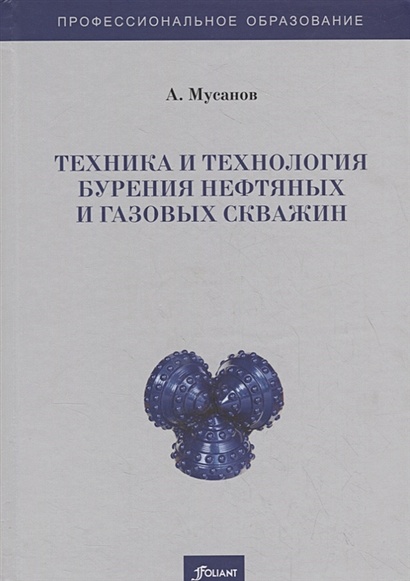 ПРОФЕССИОНАЛЬНОЕ ОБРАЗОВАНИЕ
А. Мусанов
ТЕХНИКА И ТЕХНОЛОГИЯ
БУРЕНИЯ НЕФТЯНЫХ
И ГАЗОВЫХ СКВАЖИН
FOLIANT